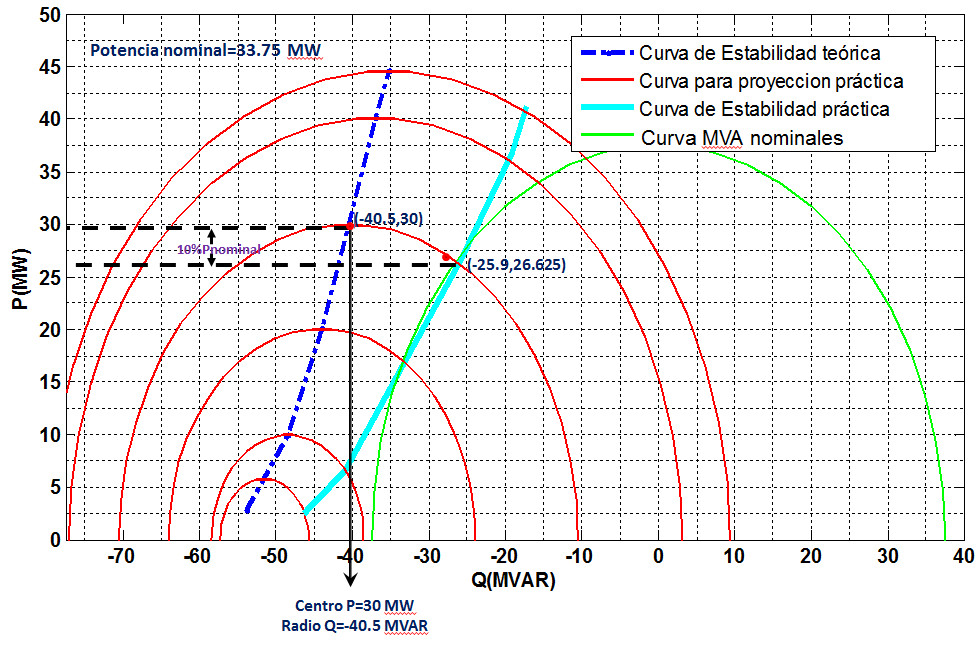 50
45
40
35
30
25
20
15
10
5
0
P(MW)
Potencia nominal=33.75 MW
Curva de Estabilidad teórica
Curva para proyeccion práctica
Curva de Estabilidad práctica
Curva MVA nominales
(-40.5,30)
10%Pnominal
(-25.9,26.625)
-70
-60
-50
-40
-30
-20
-10
0
10
20
30
40
Q(MVAR)
Centro P=30 MW
Radio Q=-40.5 MVAR